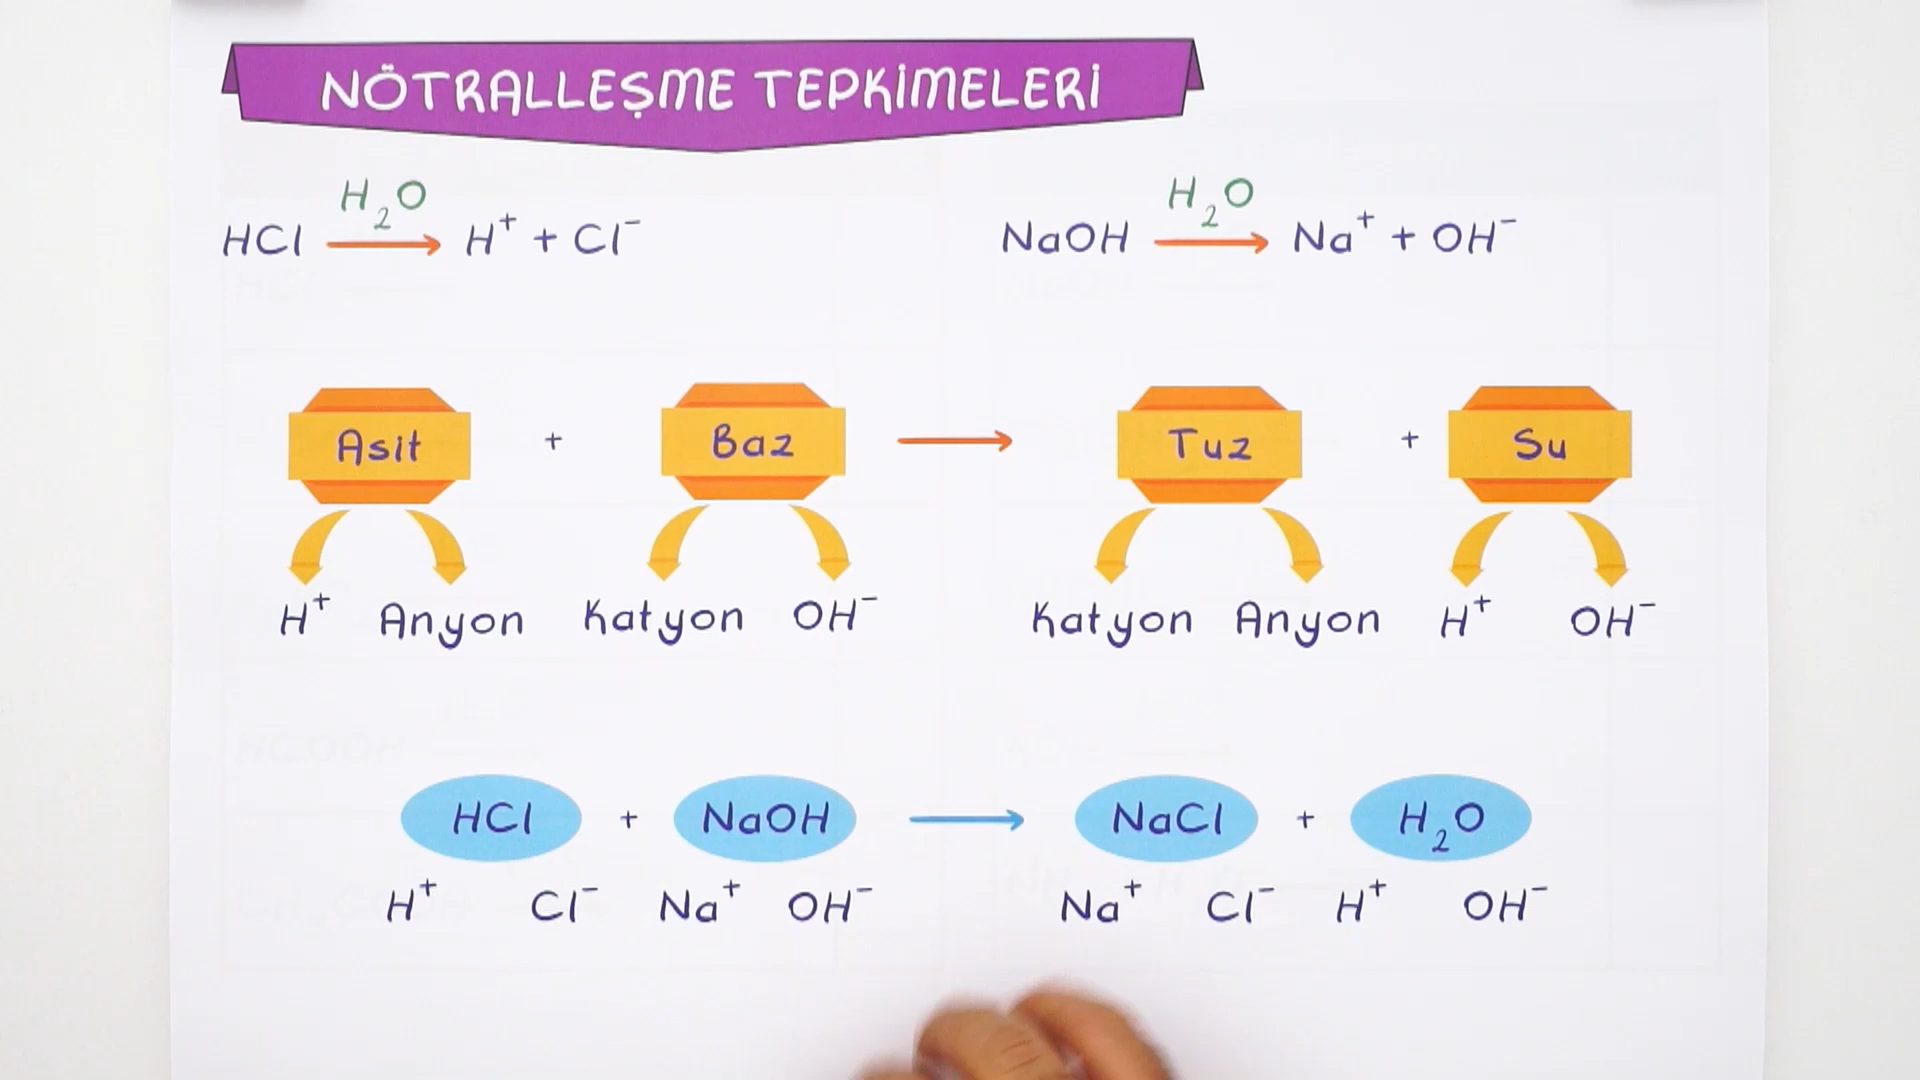 NÖTRALLEŞME TEPKİMELERİ
HCl H₂O→ H⁺ + Cl⁻
NaOH H₂O→ Na⁺ + OH⁻
Asit + Baz → Tuz + Su
H⁺ Anyon Katyon OH⁻ Katyon Anyon H⁺ OH⁻
HCl + NaOH → NaCl + H₂O
H⁺ Cl⁻ Na⁺ OH⁻ Na⁺ Cl⁻ H⁺ OH⁻